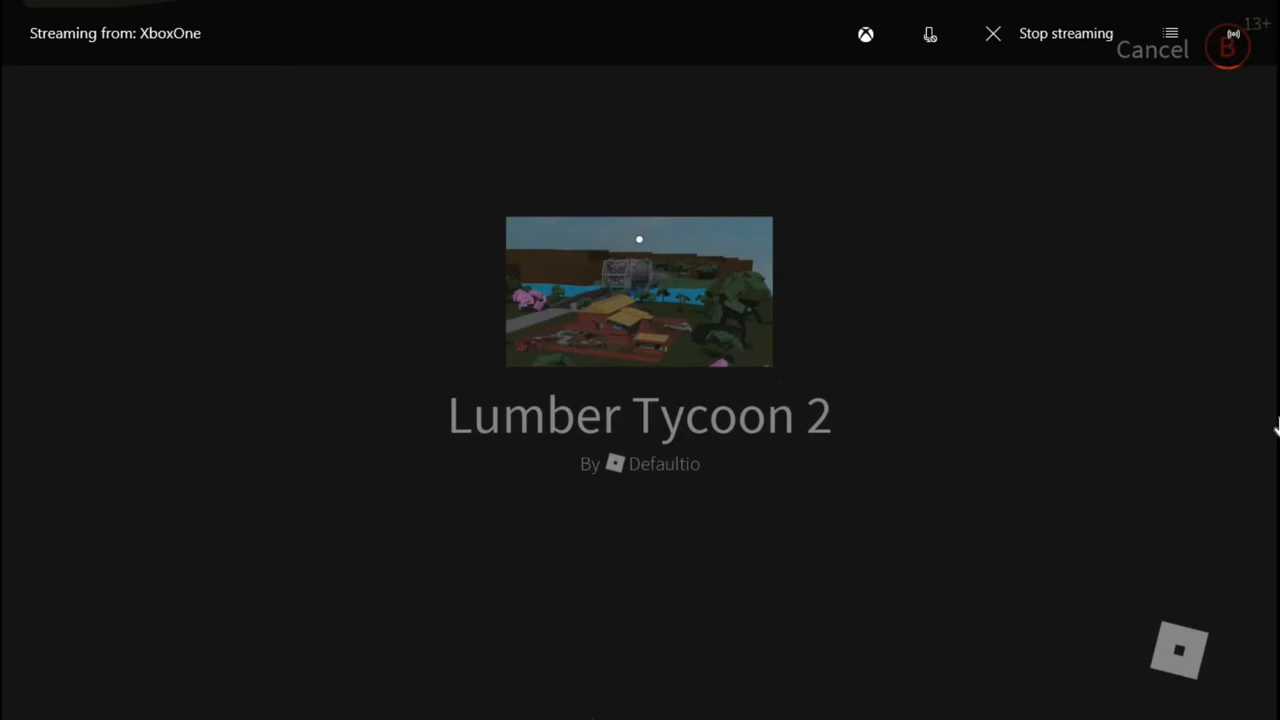 Streaming from: XboxOne
Stop streaming
13+
Cancel B
Lumber Tycoon 2
By Defaultio